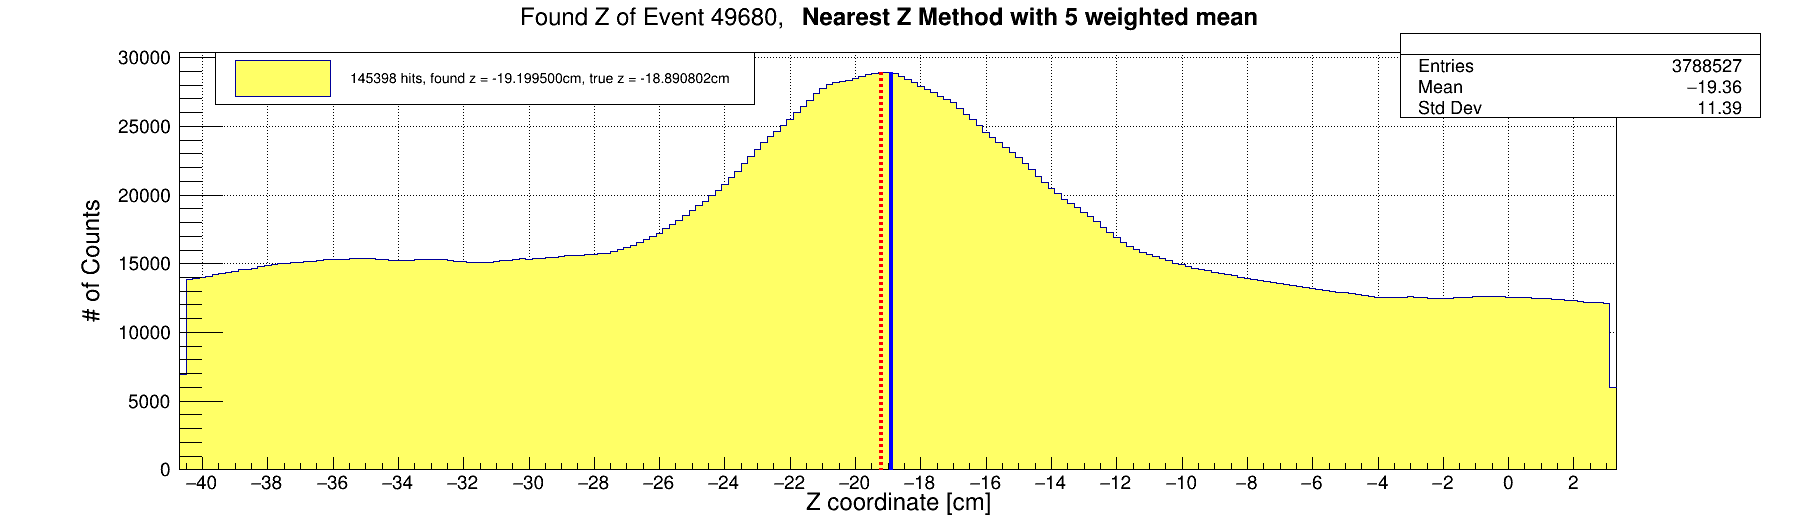 Found Z of Event 49680, Nearest Z Method with 5 weighted mean
145398 hits, found z = -19.199500cm, true z = -18.890802cm
Entries 3788527
Mean −19.36
Std Dev 11.39
# of Counts
30000
25000
20000
15000
10000
5000
0
−40 −38 −36 −34 −32 −30 −28 −26 −24 −22 −20 −18 −16 −14 −12 −10 −8 −6 −4 −2 0 2
Z coordinate [cm]